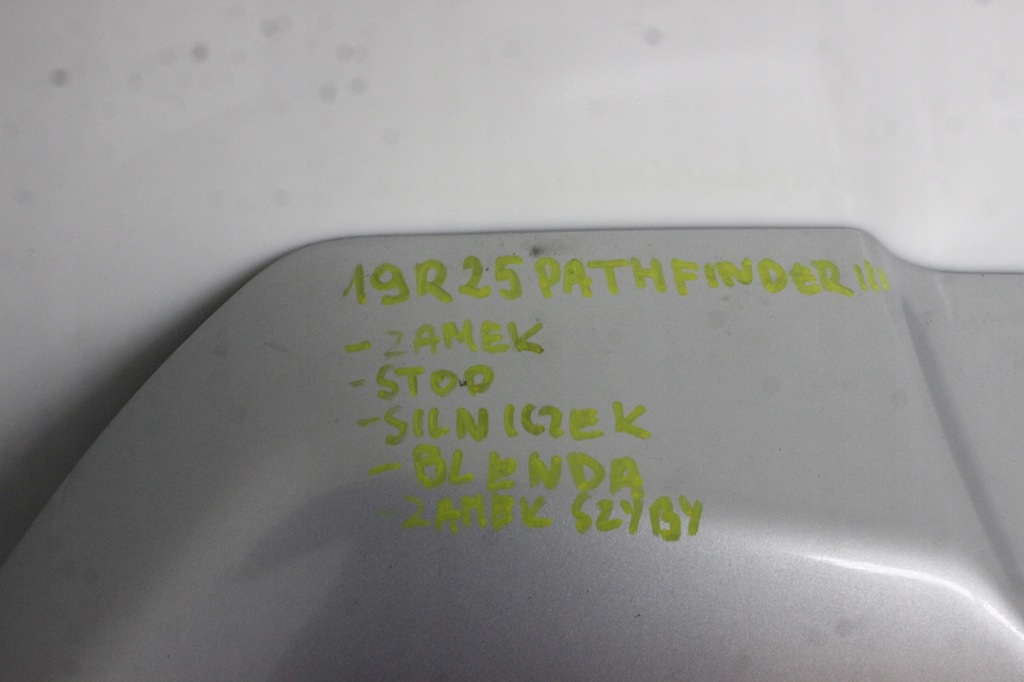 19R25 PATHFINDER III
- ZAMEK
- STOP
- SILNICZEK
- BLENDA
- ZAMEK SZYBY